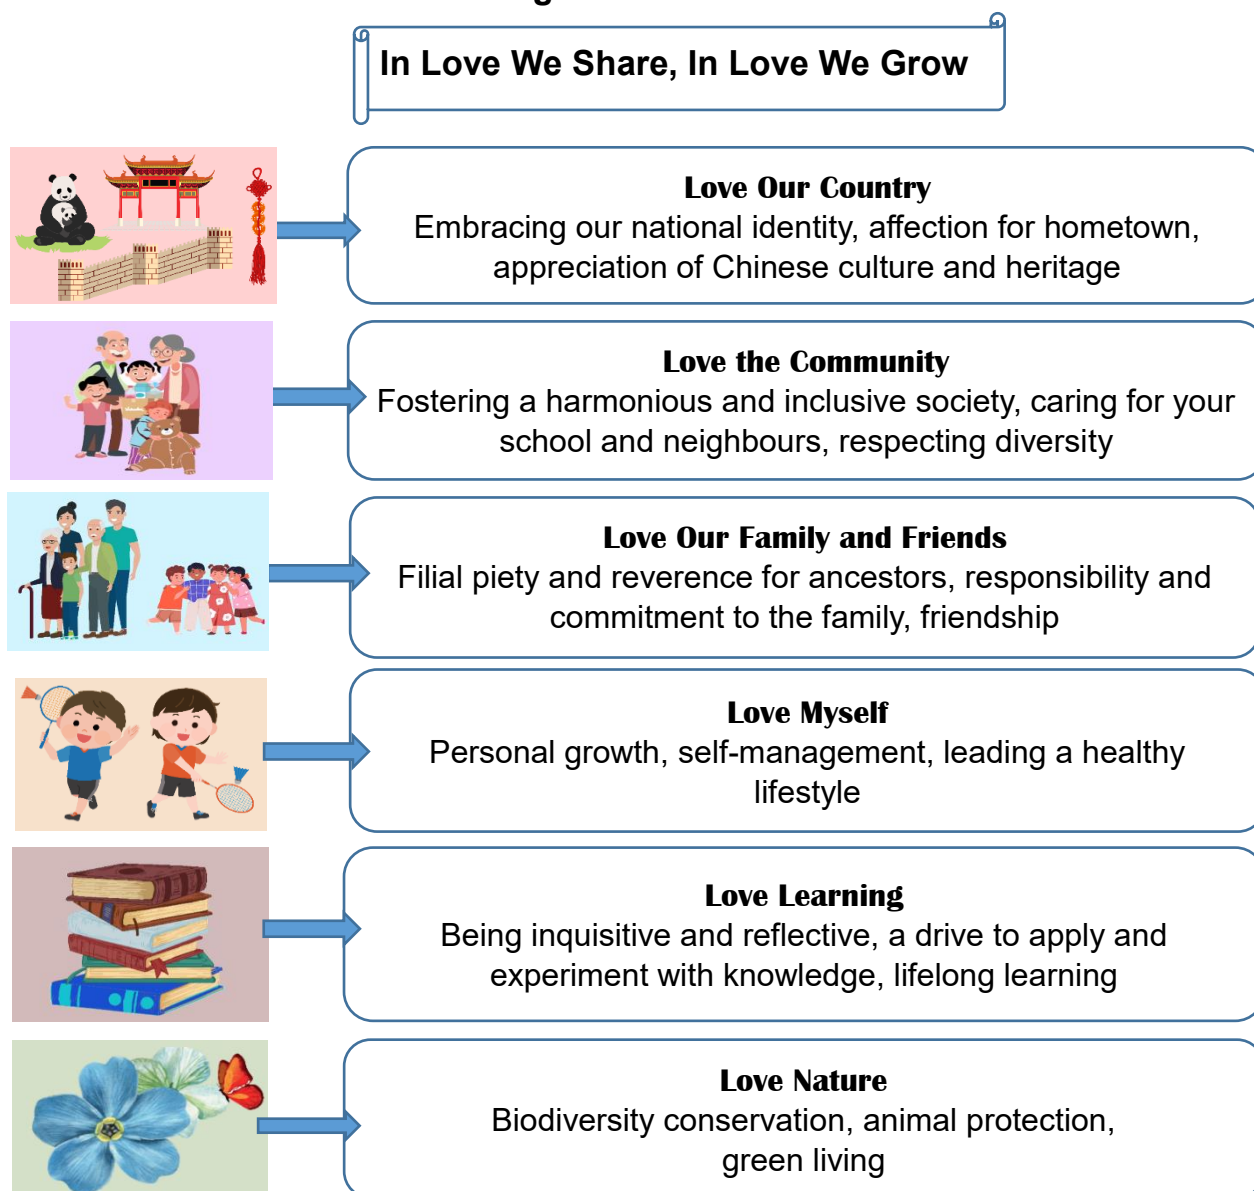 In Love We Share, In Love We Grow
Love Our Country
Embracing our national identity, affection for hometown,
appreciation of Chinese culture and heritage
Love the Community
Fostering a harmonious and inclusive society, caring for your
school and neighbours, respecting diversity
Love Our Family and Friends
Filial piety and reverence for ancestors, responsibility and
commitment to the family, friendship
Love Myself
Personal growth, self-management, leading a healthy
lifestyle
Love Learning
Being inquisitive and reflective, a drive to apply and
experiment with knowledge, lifelong learning
Love Nature
Biodiversity conservation, animal protection,
green living